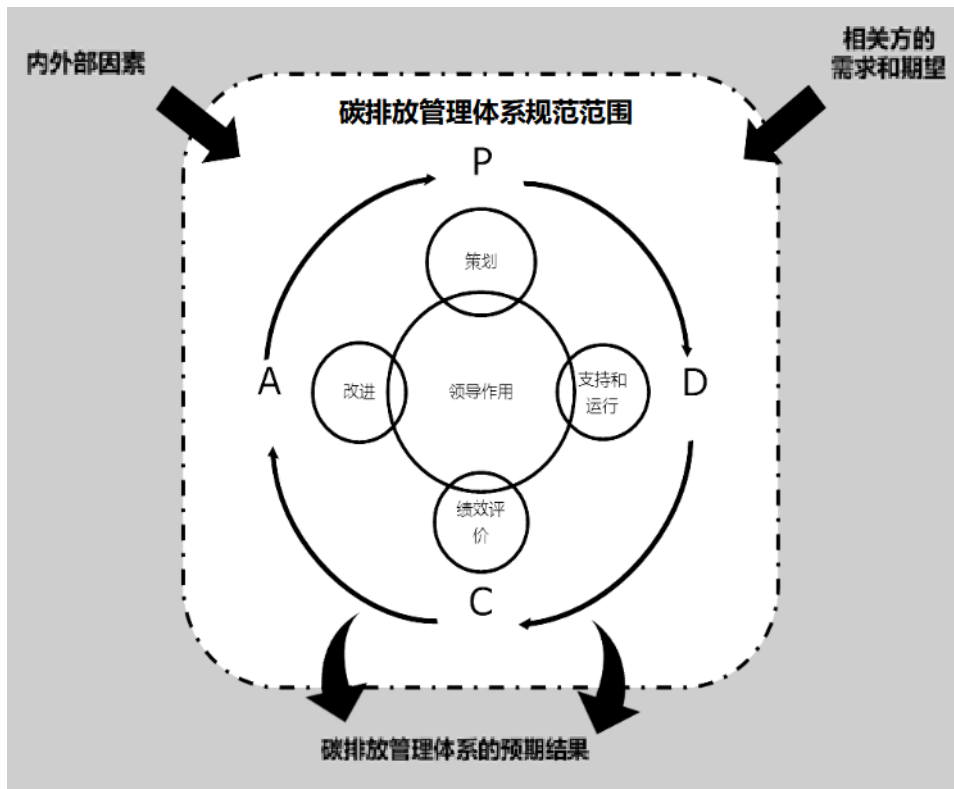 内外部因素
相关方的
需求和期望
碳排放管理体系规范范围
P
策划
A
改进
领导作用
支持和
运行
D
绩效评
价
C
碳排放管理体系的预期结果